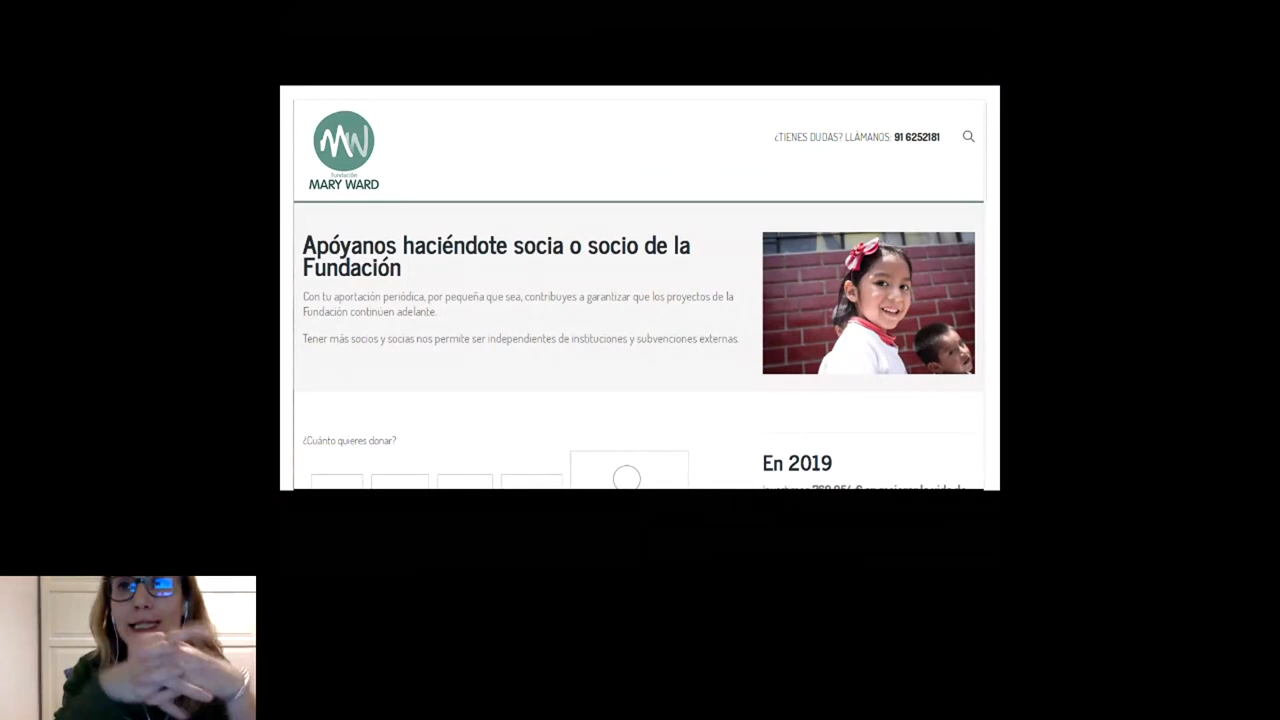 MW
Fundación
MARY WARD
¿TIENES DUDAS? LLÁMANOS: 91 6252181
Apóyanos haciéndote socia o socio de la
Fundación
Con tu aportación periódica, por pequeña que sea, contribuyes a garantizar que los proyectos de la
Fundación continúen adelante.
Tener más socios y socias nos permite ser independientes de instituciones y subvenciones externas.
¿Cuánto quieres donar?
En 2019